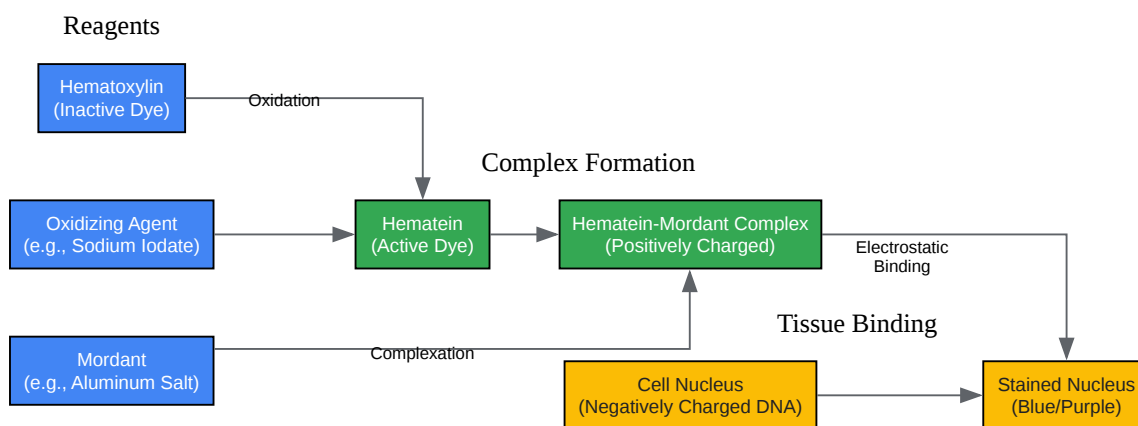 Reagents
Hematoxylin
(Inactive Dye)
Oxidation
Complex Formation
Oxidizing Agent
(e.g., Sodium Iodate)
Hematein
(Active Dye)
Hematein-Mordant Complex
(Positively Charged)
Electrostatic
Binding
Tissue Binding
Mordant
(e.g., Aluminum Salt)
Complexation
Cell Nucleus
(Negatively Charged DNA)
Stained Nucleus
(Blue/Purple)